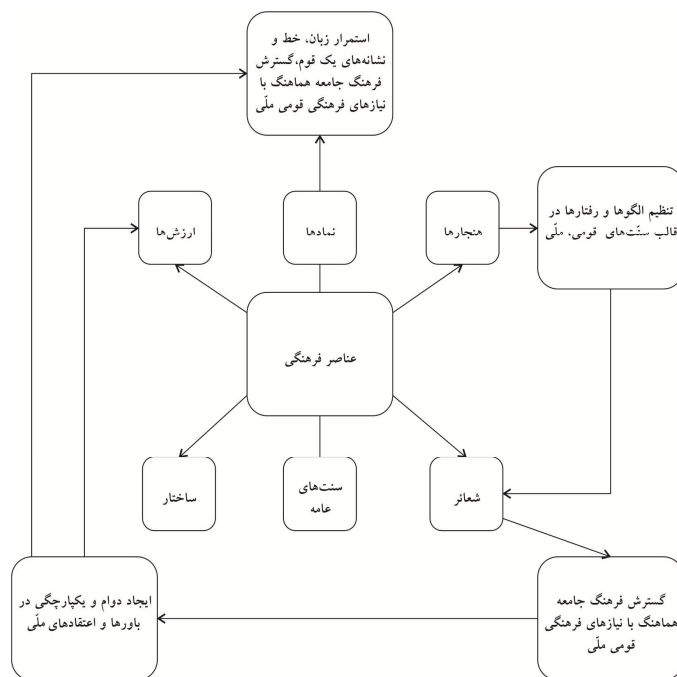 استمرار زبان، خط و
نشانه‌های یک قوم،گسترش
فرهنگ جامعه هماهنگ با
نیازهای فرهنگی قومی ملّی
تنظیم الگوها و رفتارها در
قالب سنّت‌های قومی، ملّی
هنجارها
نمادها
ارزش‌ها
عناصر فرهنگی
شعائر
سنت‌های
عامه
ساختار
گسترش فرهنگ جامعه
هماهنگ با نیازهای فرهنگی
قومی ملّی
ایجاد دوام و یکپارچگی در
باورها و اعتقادهای ملّی